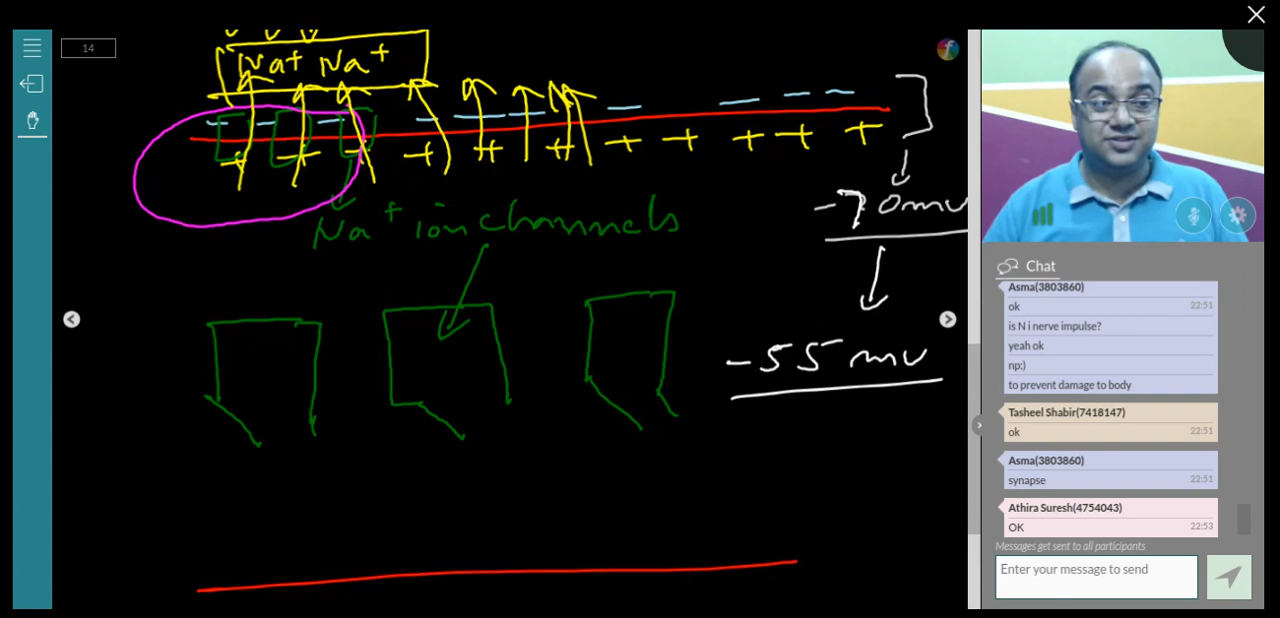 14
Na+ Na+
-70mv
Na+ ion channels
-55 mv
Chat
Asma(3803860)
ok
22:51
is N i nerve impulse?
yeah ok
np:)
to prevent damage to body
Tasheel Shabir(7418147)
ok
22:51
Asma(3803860)
synapse
22:51
Athira Suresh(4754043)
OK
22:53
Messages get sent to all participants
Enter your message to send